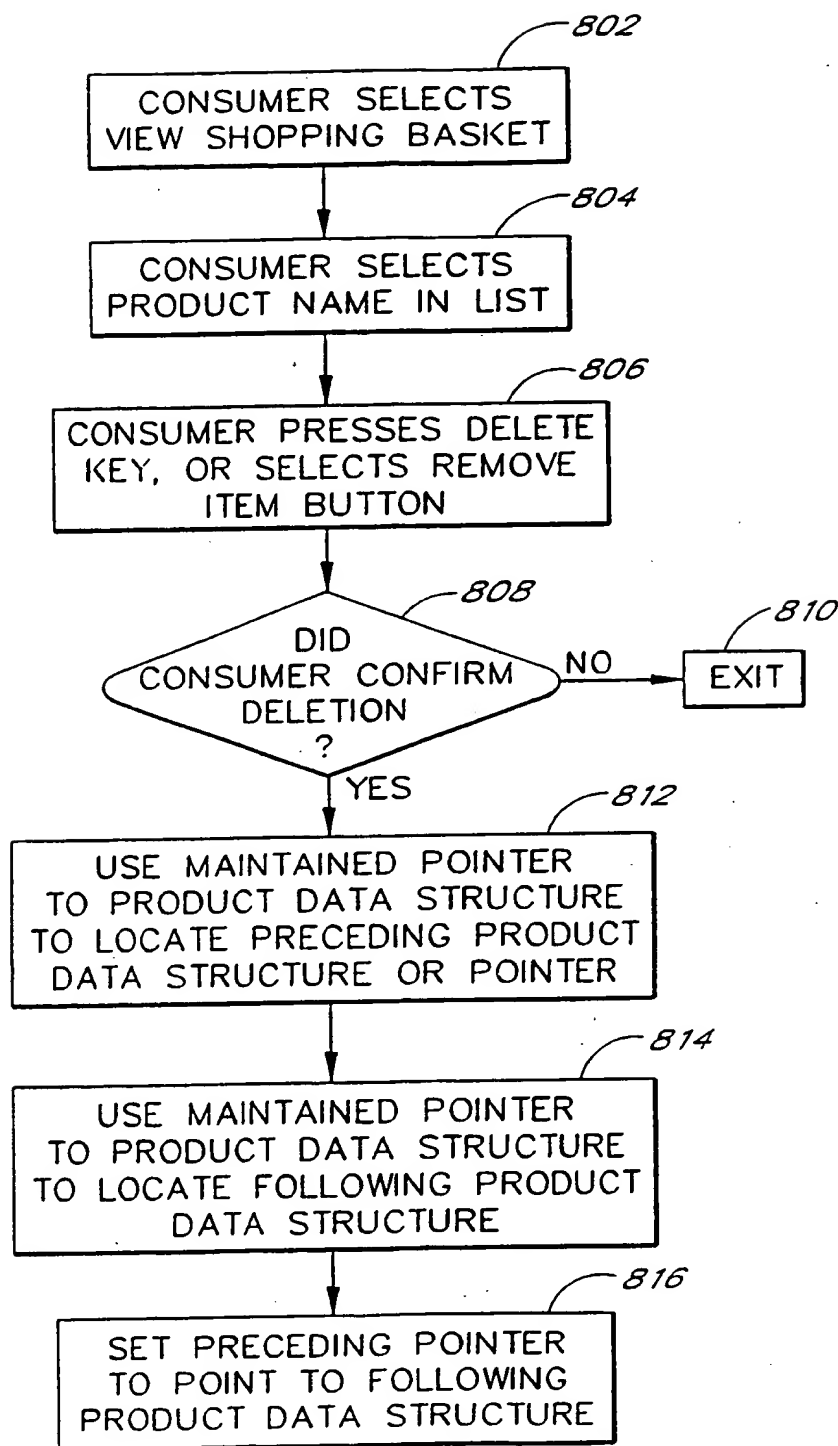 802
CONSUMER SELECTS
VIEW SHOPPING BASKET
804
CONSUMER SELECTS
PRODUCT NAME IN LIST
806
CONSUMER PRESSES DELETE
KEY, OR SELECTS REMOVE
ITEM BUTTON
808
DID
CONSUMER CONFIRM
DELETION
?
NO
810
EXIT
YES
812
USE MAINTAINED POINTER
TO PRODUCT DATA STRUCTURE
TO LOCATE PRECEDING PRODUCT
DATA STRUCTURE OR POINTER
814
USE MAINTAINED POINTER
TO PRODUCT DATA STRUCTURE
TO LOCATE FOLLOWING PRODUCT
DATA STRUCTURE
816
SET PRECEDING POINTER
TO POINT TO FOLLOWING
PRODUCT DATA STRUCTURE